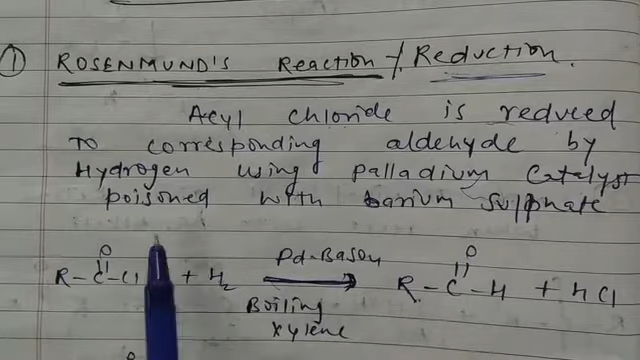 ① ROSENMUND'S Reaction / Reduction.
Acyl chloride is reduced
to corresponding aldehyde by
Hydrogen using palladium catalyst
poisoned with barium sulphate
O O
R-C-Cl + H2 Pd-BaSO4 R-C-H + HCl
Boiling
xylene
O